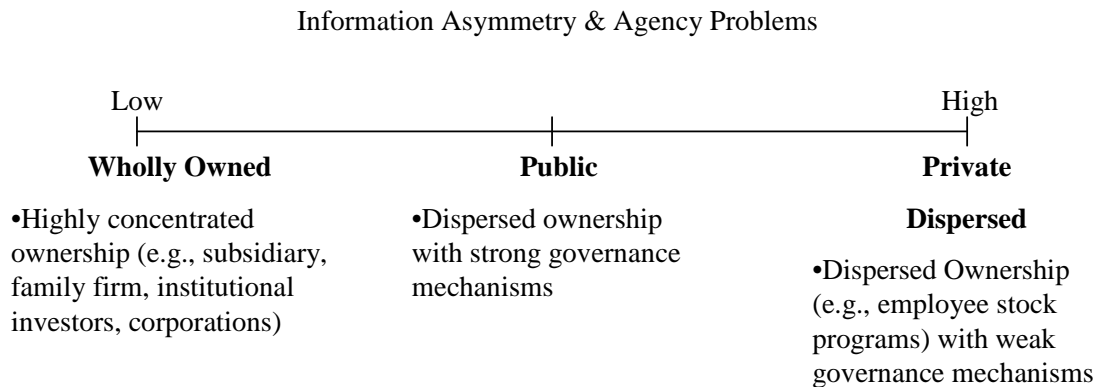 Information Asymmetry & Agency Problems
Low
High
Wholly Owned
Public
Private
Dispersed
•Highly concentrated
ownership (e.g., subsidiary,
family firm, institutional
investors, corporations)
•Dispersed ownership
with strong governance
mechanisms
•Dispersed Ownership
(e.g., employee stock
programs) with weak
governance mechanisms